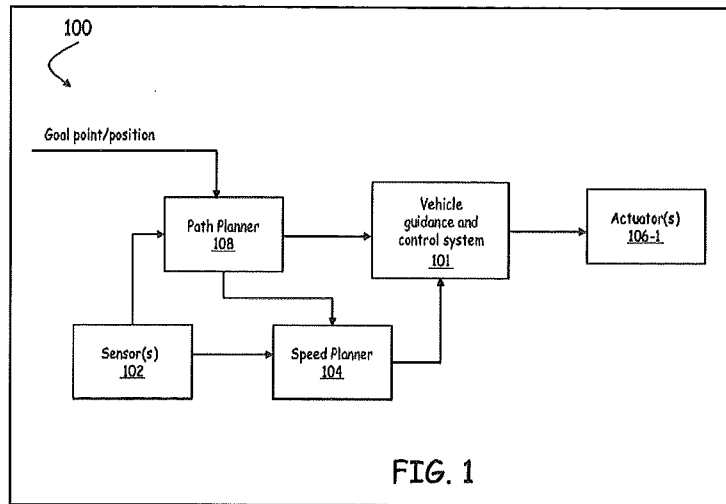 100
Goal point/position
Path Planner
108
Vehicle
guidance and
control system
101
Actuator(s)
106-1
Sensor(s)
102
Speed Planner
104
FIG. 1